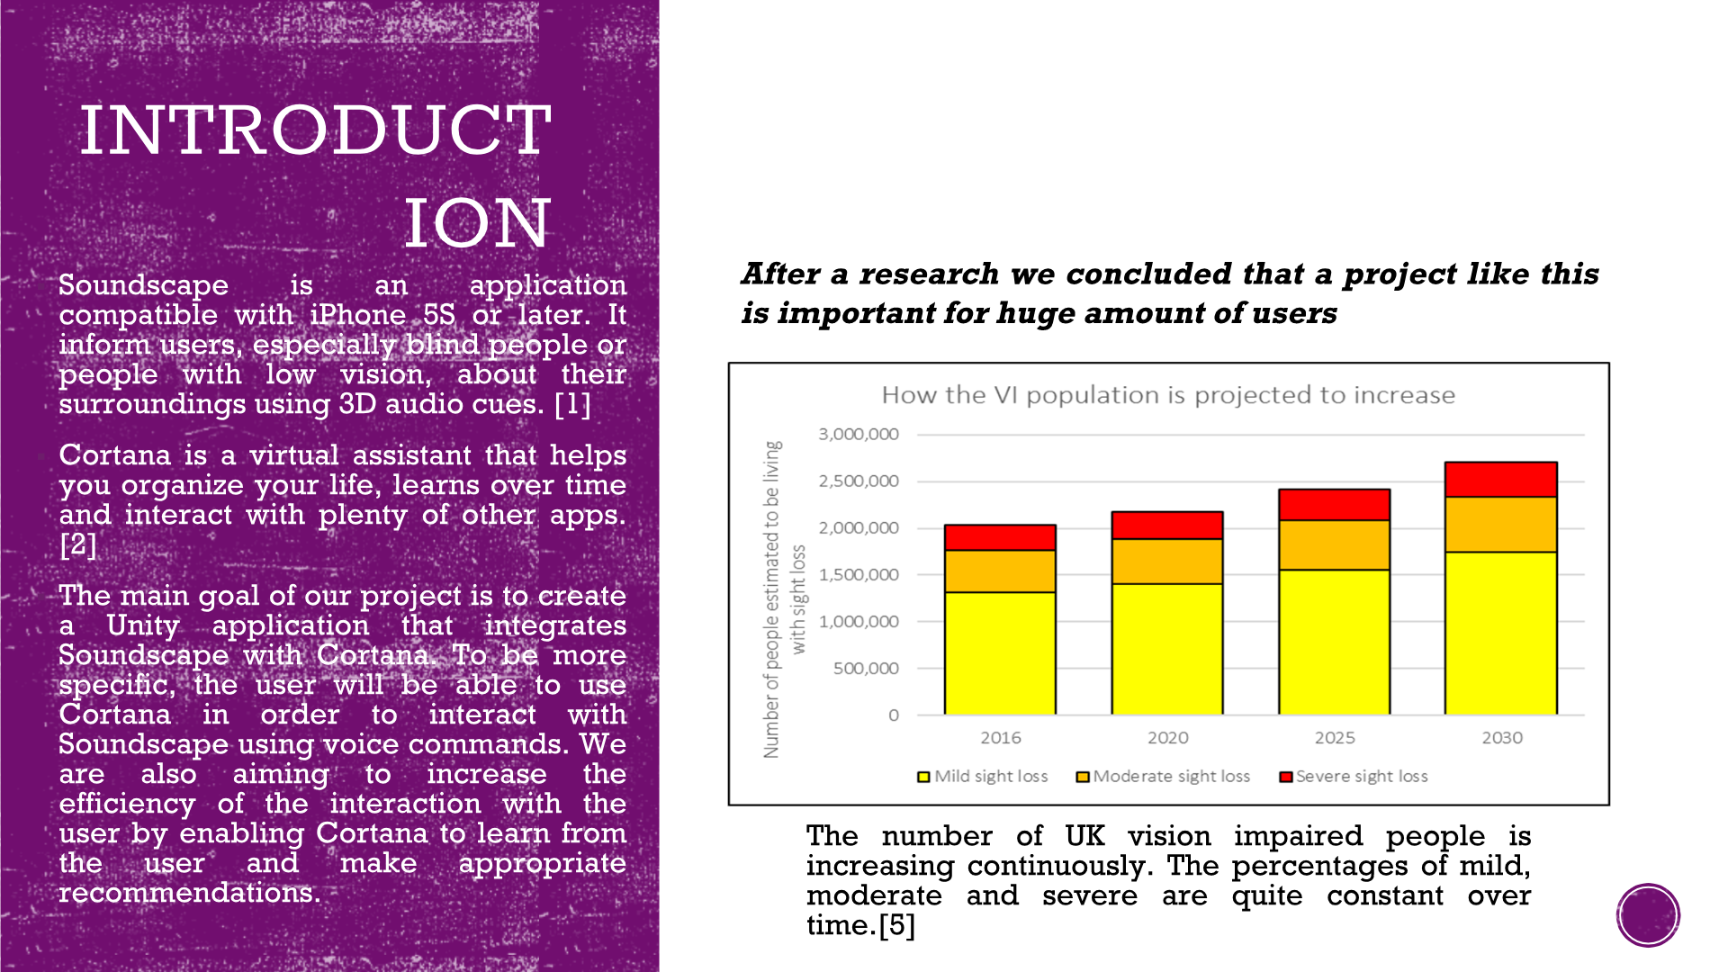 INTRODUCT
ION
Soundscape is an application
compatible with iPhone 5S or later. It
inform users, especially blind people or
people with low vision, about their
surroundings using 3D audio cues. [1]
Cortana is a virtual assistant that helps
you organize your life, learns over time
and interact with plenty of other apps.
[2]
The main goal of our project is to create
a Unity application that integrates
Soundscape with Cortana. To be more
specific, the user will be able to use
Cortana in order to interact with
Soundscape using voice commands. We
are also aiming to increase the
efficiency of the interaction with the
user by enabling Cortana to learn from
the user and make appropriate
recommendations.
After a research we concluded that a project like this
is important for huge amount of users
How the VI population is projected to increase
Number of people estimated to be living
with sight loss
3,000,000
2,500,000
2,000,000
1,500,000
1,000,000
500,000
0
2016 2020 2025 2030
Mild sight loss Moderate sight loss Severe sight loss
The number of UK vision impaired people is
increasing continuously. The percentages of mild,
moderate and severe are quite constant over
time.[5]